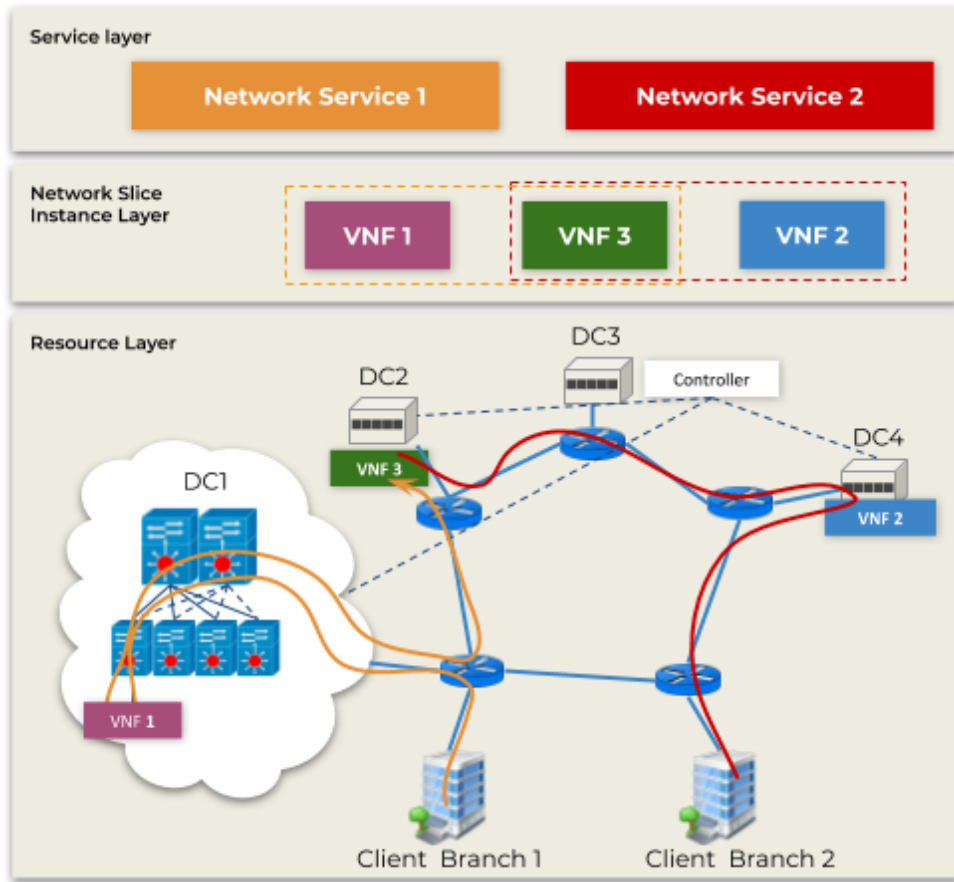 Service layer
Network Service 1
Network Service 2
Network Slice
Instance Layer
VNF 1
VNF 3
VNF 2
Resource Layer
DC3
DC2
Controller
DC4
VNF 3
DC1
VNF 2
VNF 1
Client Branch 1
Client Branch 2